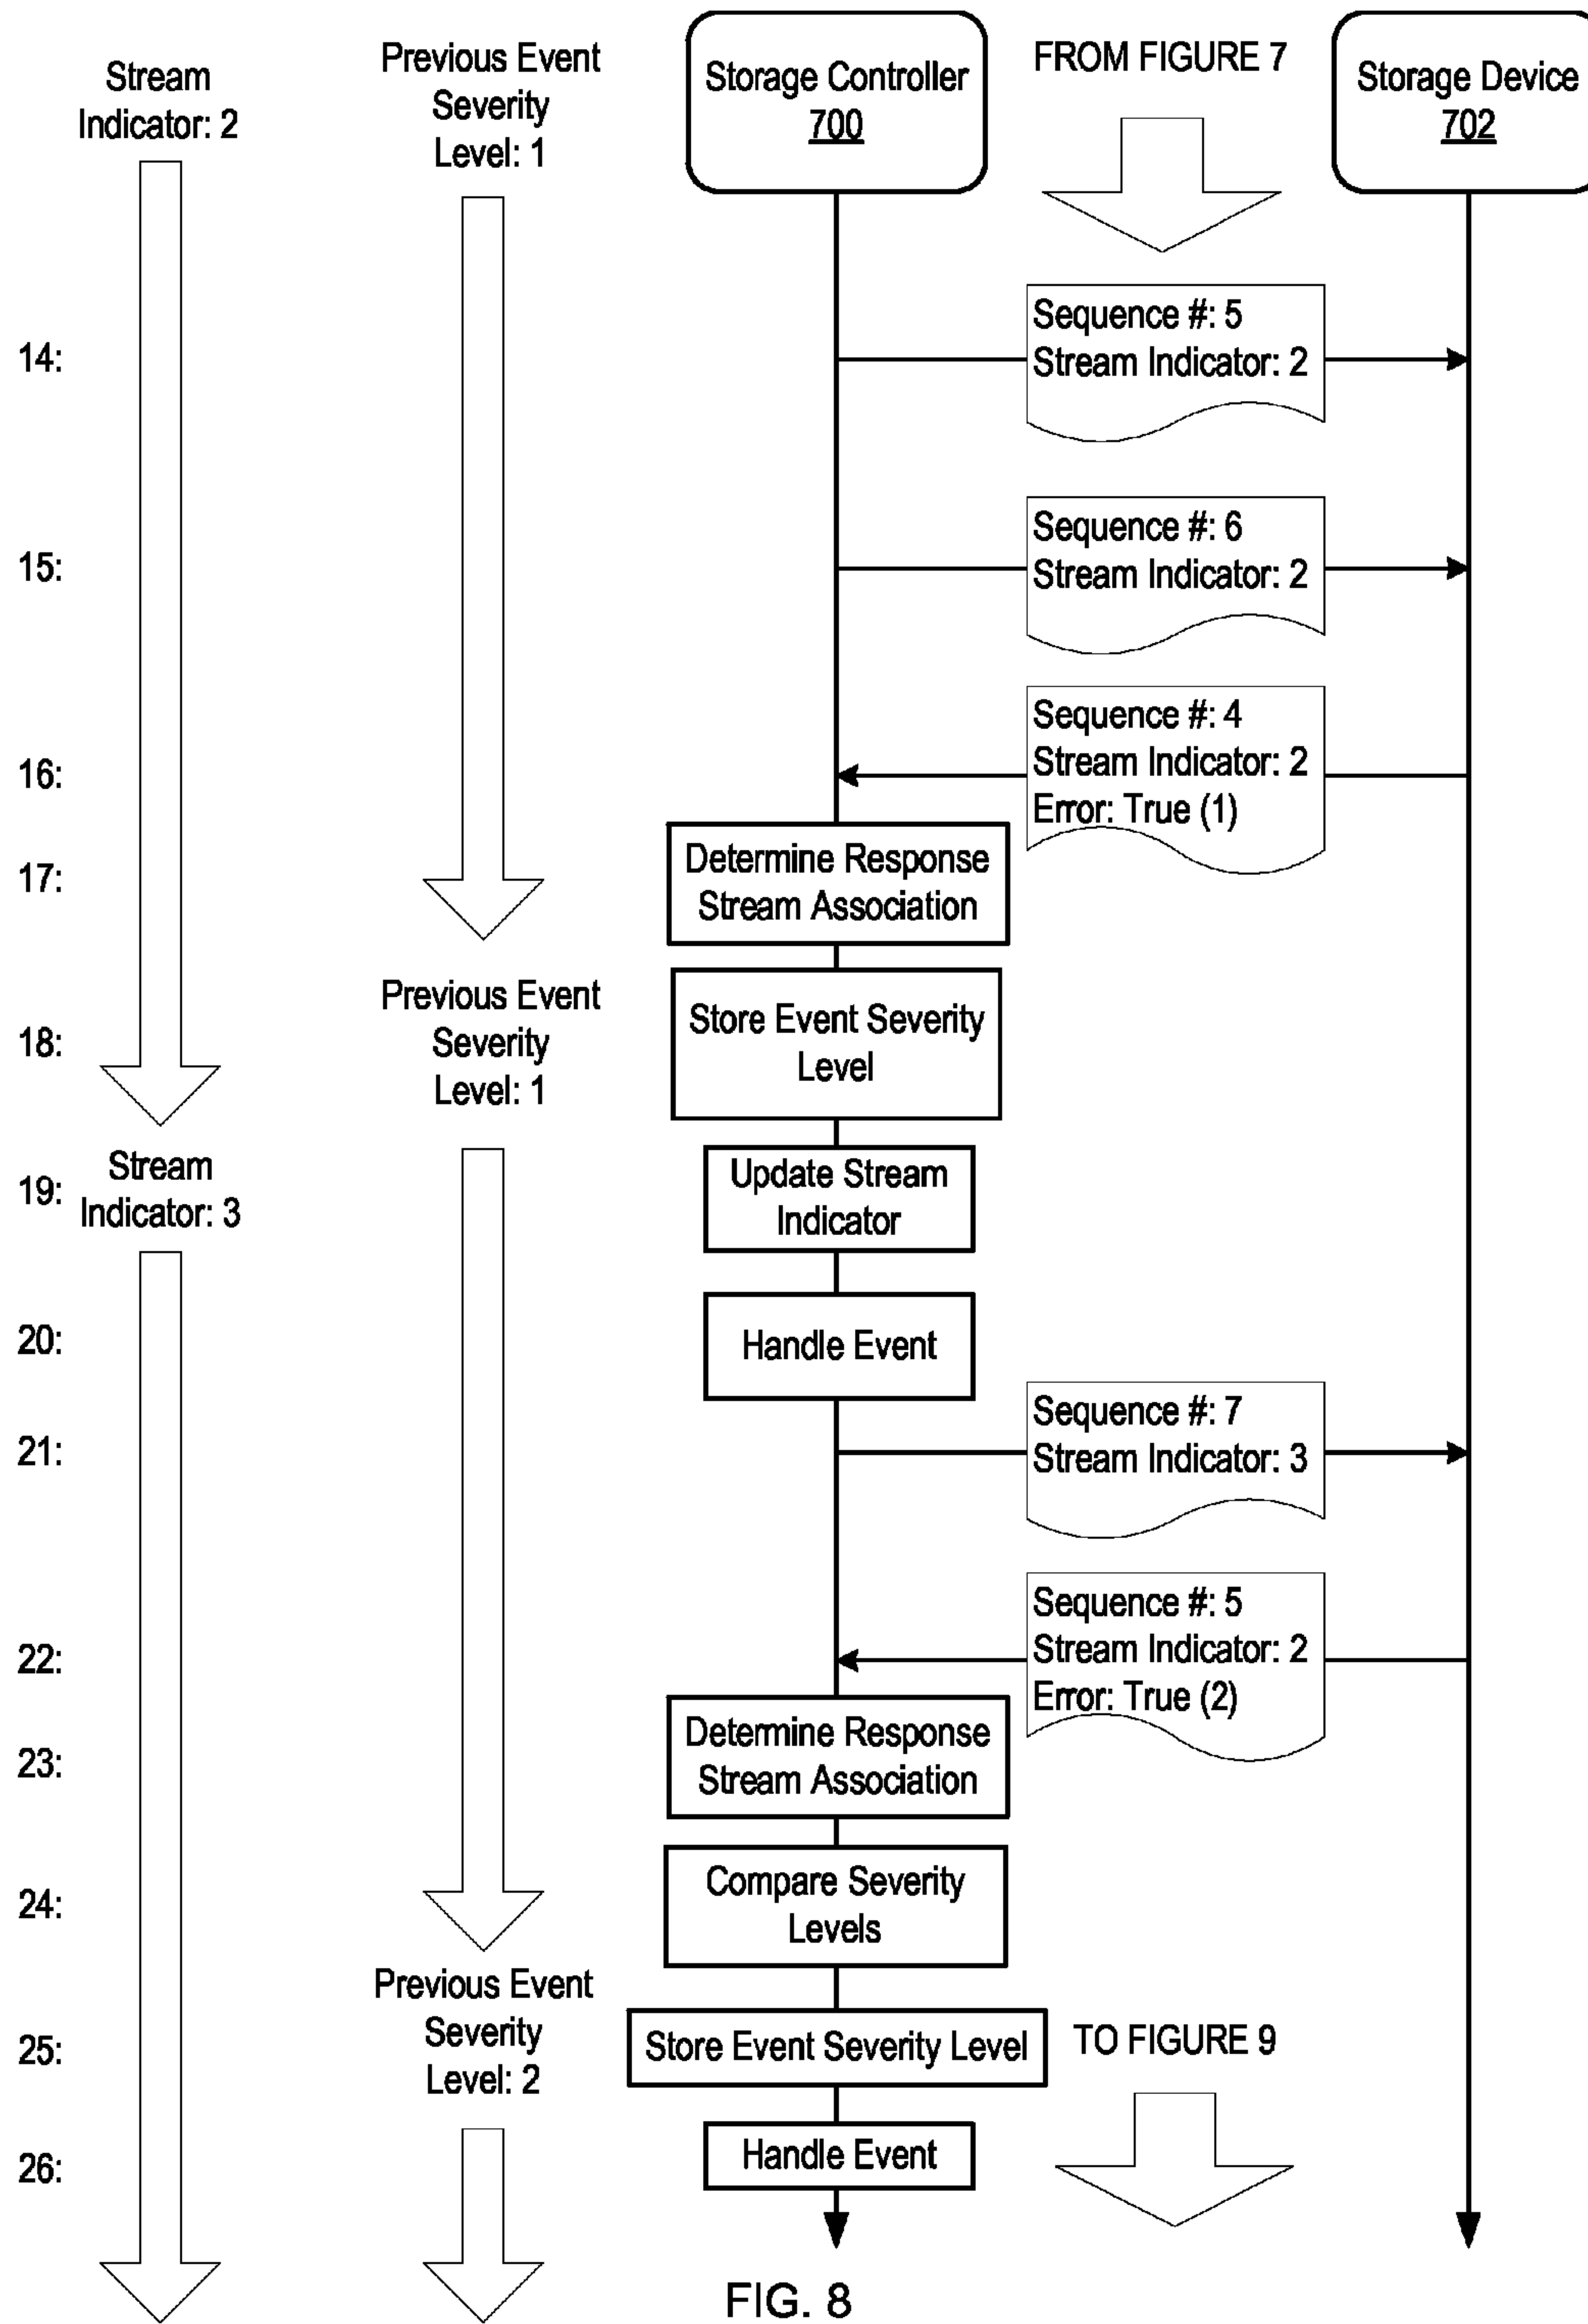 Stream
Indicator: 2
Previous Event
Severity
Level: 1
Storage Controller
700
FROM FIGURE 7
Storage Device
702
14:
Sequence #: 5
Stream Indicator: 2
15:
Sequence #: 6
Stream Indicator: 2
16:
Sequence #: 4
Stream Indicator: 2
Error: True (1)
17:
Determine Response
Stream Association
18:
Previous Event
Severity
Level: 1
Store Event Severity
Level
19:
Stream
Indicator: 3
Update Stream
Indicator
20:
Handle Event
21:
Sequence #: 7
Stream Indicator: 3
22:
Sequence #: 5
Stream Indicator: 2
Error: True (2)
23:
Determine Response
Stream Association
24:
Compare Severity
Levels
25:
Previous Event
Severity
Level: 2
Store Event Severity Level
TO FIGURE 9
26:
Handle Event
FIG. 8